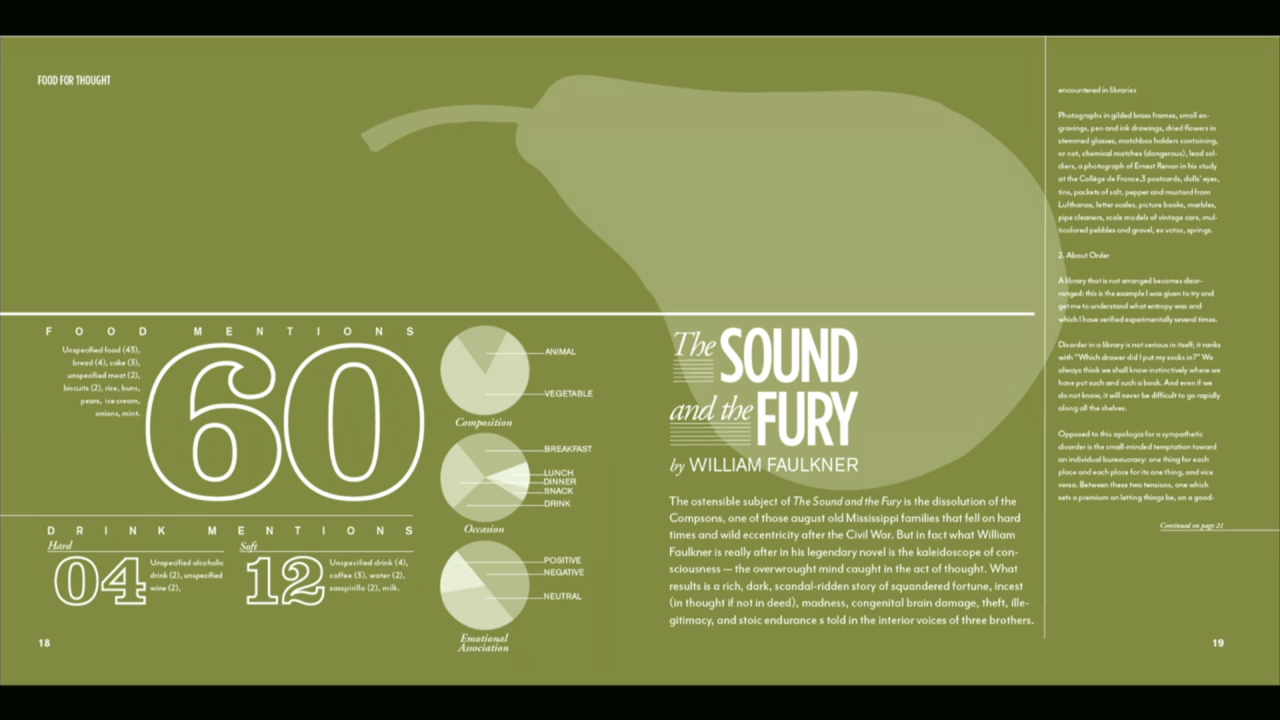 FOOD FOR THOUGHT
FOOD MENTIONS
Unspecified food (43),
bread (4), cake (3),
unspecified meat (2),
biscuits (2), rice, buns,
pears, ice cream,
onions, mint.
60
DRINK MENTIONS
Hard
04
Unspecified alcoholic
drink (2), unspecified
wine (2),
Soft
12
Unspecified drink (4),
coffee (3), water (2),
sasspirilla (2), milk.
18
ANIMAL
VEGETABLE
Composition
BREAKFAST
LUNCH
DINNER
SNACK
DRINK
Occasion
POSITIVE
NEGATIVE
NEUTRAL
Emotional
Association
The SOUND
and the FURY
by WILLIAM FAULKNER
The ostensible subject of The Sound and the Fury is the dissolution of the
Compsons, one of those august old Mississippi families that fell on hard
times and wild eccentricity after the Civil War. But in fact what William
Faulkner is really after in his legendary novel is the kaleidoscope of con-
sciousness — the overwrought mind caught in the act of thought. What
results is a rich, dark, scandal-ridden story of squandered fortune, incest
(in thought if not in deed), madness, congenital brain damage, theft, ille-
gitimacy, and stoic endurance s told in the interior voices of three brothers.
encountered in libraries
Photographs in gilded brass frames, small en-
gravings, pen and ink drawings, dried flowers in
stemmed glasses, matchbox holders containing,
or not, chemical matches (dangerous), lead sol-
diers, a photograph of Ernest Renan in his study
at the Collège de France,3 postcards, dolls' eyes,
tins, packets of salt, pepper and mustard from
Lufthansa, letter scales, picture books, marbles,
pipe cleaners, scale models of vintage cars, mul-
ticolored pebbles and gravel, ex votos, springs.
2. About Order
A library that is not arranged becomes disar-
ranged: this is the example I was given to try and
get me to understand what entropy was and
which I have verified experimentally several times.
Disorder in a library is not serious in itself; it ranks
with "Which drawer did I put my socks in?" We
always think we shall know instinctively where we
have put such and such a book. And even if we
do not know, it will never be difficult to go rapidly
along all the shelves.
Opposed to this apologia for a sympathetic
disorder is the small-minded temptation toward
an individual bureaucracy: one thing for each
place and each place for its one thing, and vice
versa. Between these two tensions, one which
sets a premium on letting things be, on a good-
Continued on page 21
19